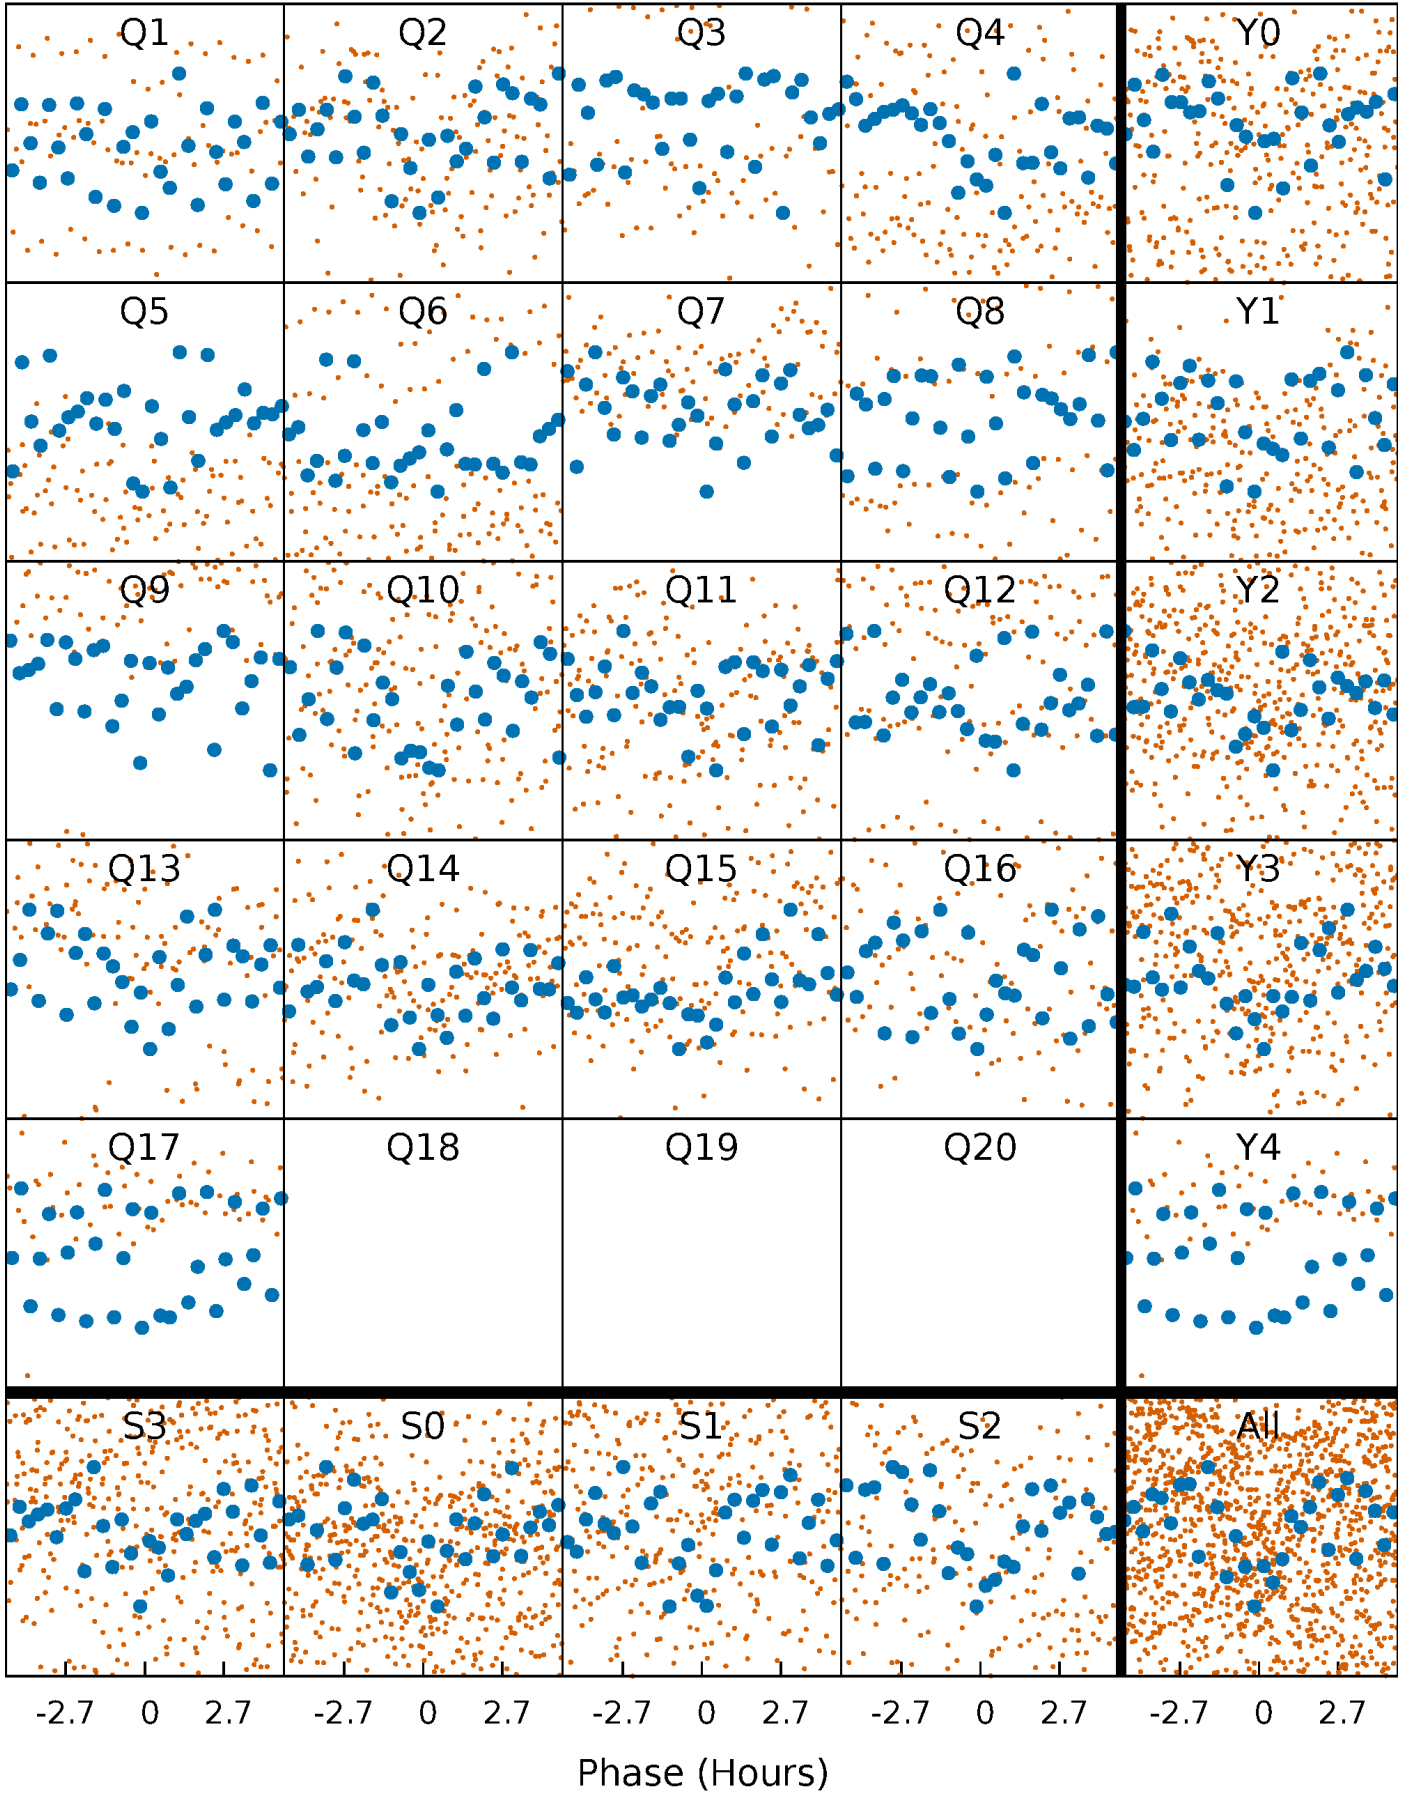 Q1 Q2 Q3 Q4 Y0
Q5 Q6 Q7 Q8 Y1
Q9 Q10 Q11 Q12 Y2
Q13 Q14 Q15 Q16 Y3
Q17 Q18 Q19 Q20 Y4
S3 S0 S1 S2 All
-2.7 0 2.7 -2.7 0 2.7 -2.7 0 2.7 -2.7 0 2.7 -2.7 0 2.7
Phase (Hours)